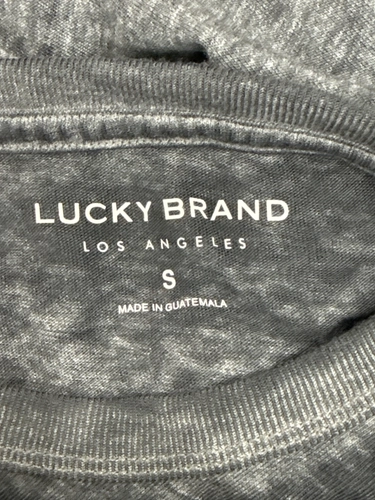 LUCKY BRAND
LOS ANGELES
S
MADE IN GUATEMALA